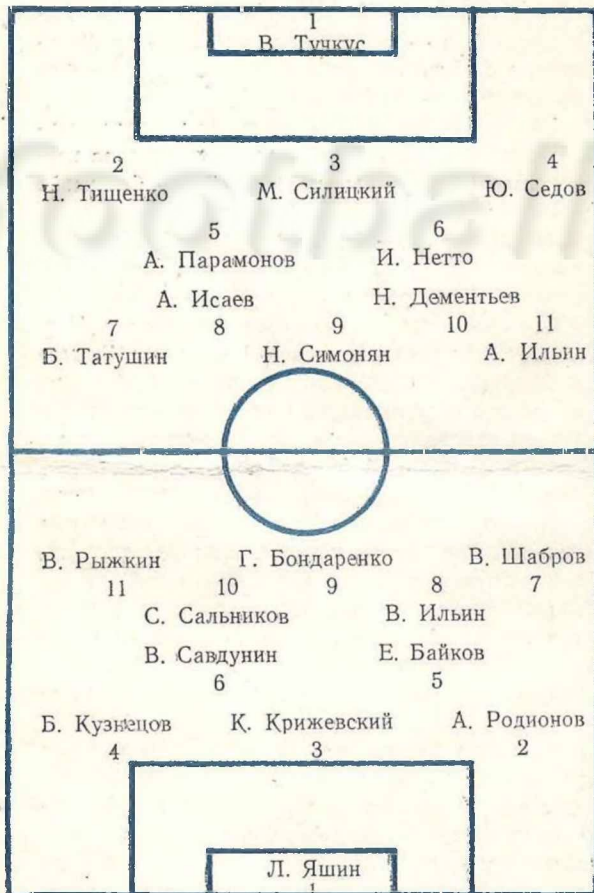 1
В. Тучкус
2 3 4
Н. Тищенко М. Силицкий Ю. Седов
5 6
А. Парамонов И. Нетто
А. Исаев Н. Дементьев
7 8 9 10 11
Б. Татушин Н. Симонян А. Ильин
В. Рыжкин Г. Бондаренко В. Шабров
11 10 9 8 7
С. Сальников В. Ильин
В. Савдунин Е. Байков
6 5
Б. Кузнецов К. Крижевский А. Родионов
4 3 2
Л. Яшин
1